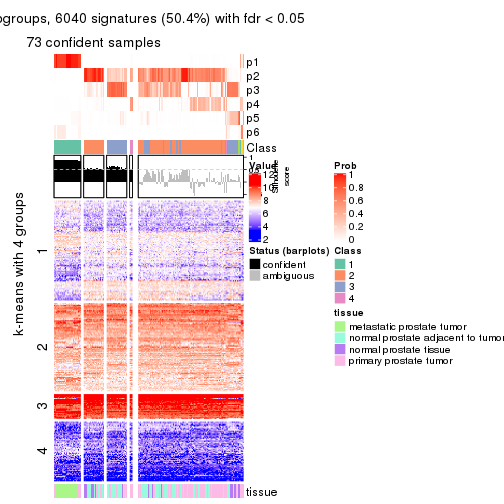 ogroups, 6040 signatures (50.4%) with fdr < 0.05
73 confident samples
p1
p2
p3
p4
p5
p6
Class
1
silhouette
score
k-means with 4 groups
1
2
3
4
Value
12
10
8
6
4
2
Status (barplots)
confident
ambiguous
Prob
1
0.8
0.6
0.4
0.2
0
Class
1
2
3
4
tissue
metastatic prostate tumor
normal prostate adjacent to tumor
normal prostate tissue
primary prostate tumor
tissue